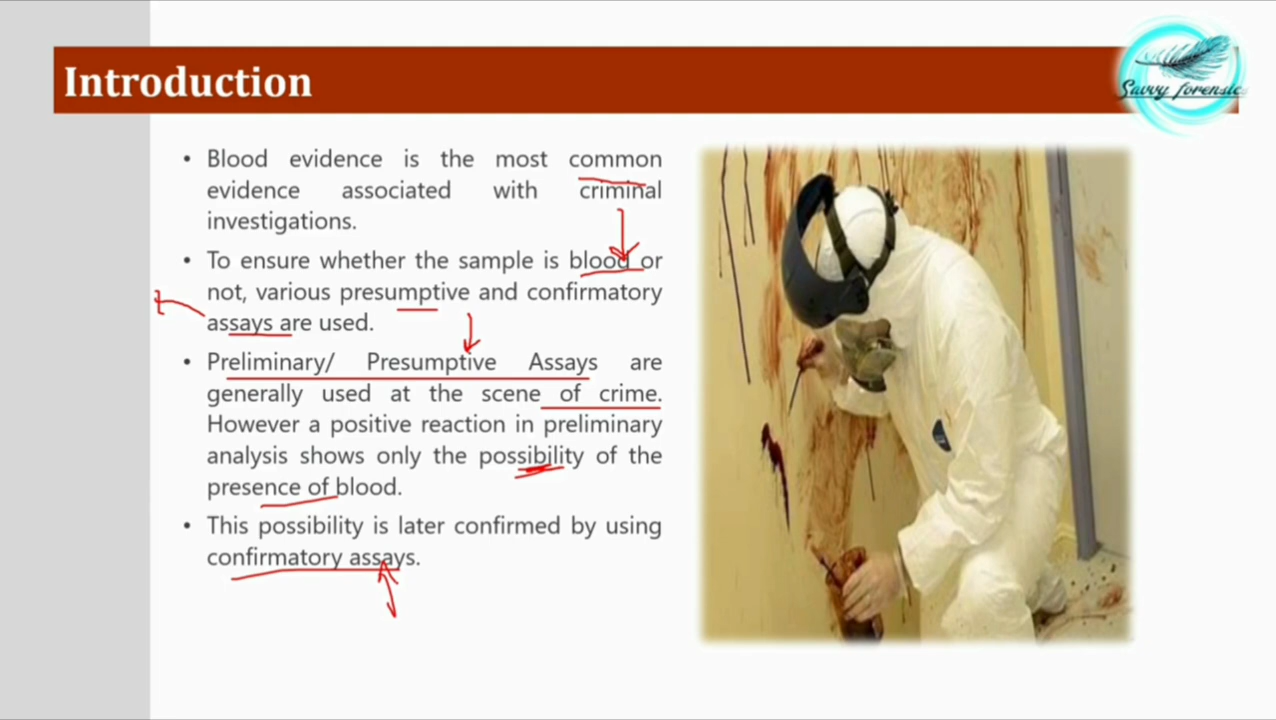 Introduction
Savvy forensics
• Blood evidence is the most common
evidence associated with criminal
investigations.
• To ensure whether the sample is blood or
not, various presumptive and confirmatory
assays are used.
• Preliminary/ Presumptive Assays are
generally used at the scene of crime.
However a positive reaction in preliminary
analysis shows only the possibility of the
presence of blood.
• This possibility is later confirmed by using
confirmatory assays.